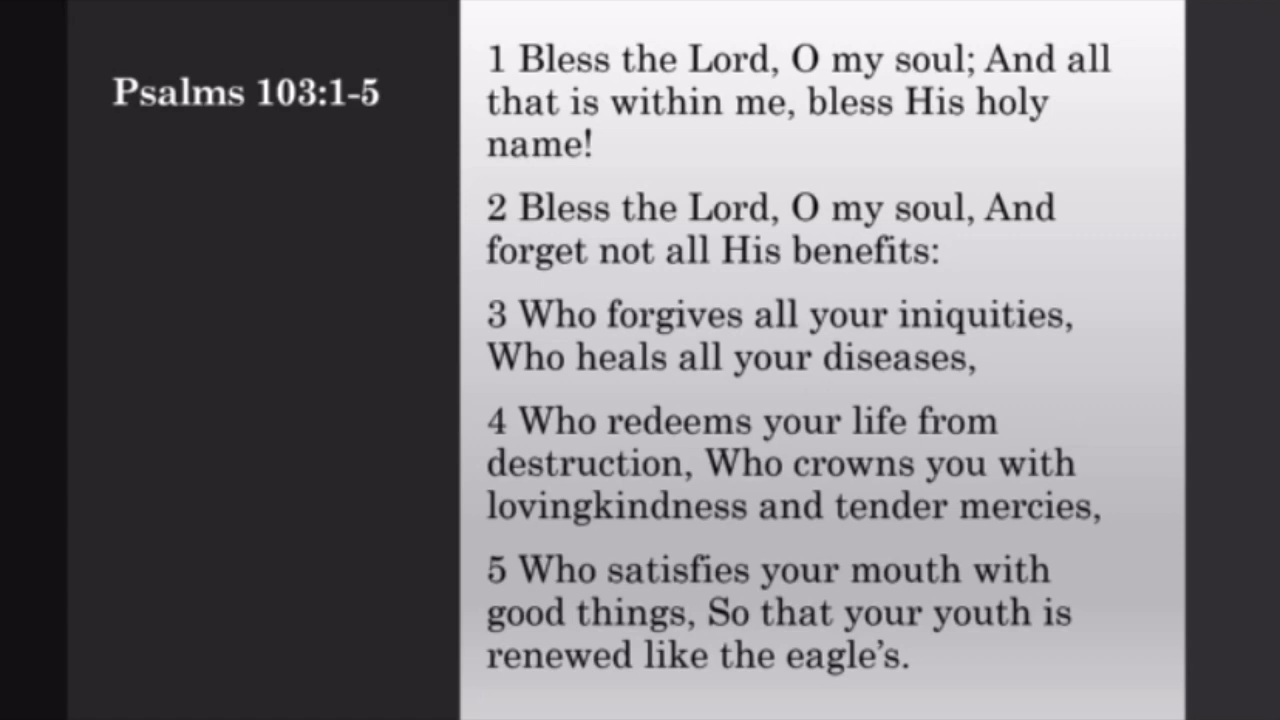 Psalms 103:1-5
1 Bless the Lord, O my soul; And all
that is within me, bless His holy
name!
2 Bless the Lord, O my soul, And
forget not all His benefits:
3 Who forgives all your iniquities,
Who heals all your diseases,
4 Who redeems your life from
destruction, Who crowns you with
lovingkindness and tender mercies,
5 Who satisfies your mouth with
good things, So that your youth is
renewed like the eagle’s.